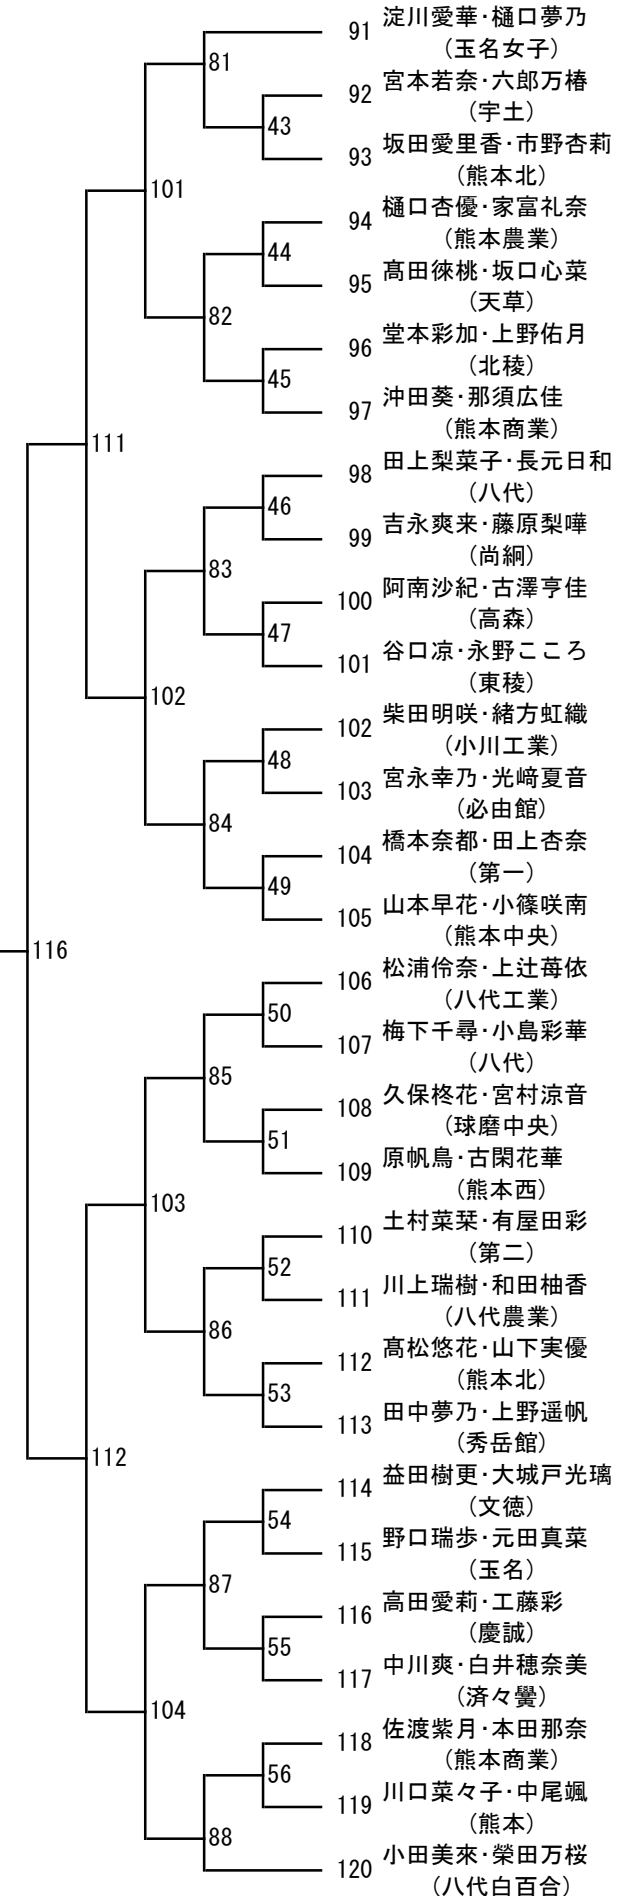 91 淀川愛華･樋口夢乃
(玉名女子)
81
92 宮本若奈･六郎万椿
(宇土)
43
93 坂田愛里香･市野杏莉
(熊本北)
101
94 樋口杏優･家富礼奈
(熊本農業)
44
95 髙田徠桃･坂口心菜
(天草)
82
96 堂本彩加･上野佑月
(北稜)
45
97 沖田葵･那須広佳
(熊本商業)
111
98 田上梨菜子･長元日和
(八代)
46
99 吉永爽来･藤原梨嘩
(尚絅)
83
100 阿南沙紀･古澤亨佳
(高森)
47
101 谷口凉･永野こころ
(東稜)
102
102 柴田明咲･緒方虹織
(小川工業)
48
103 宮永幸乃･光﨑夏音
(必由館)
84
104 橋本奈都･田上杏奈
(第一)
49
105 山本早花･小篠咲南
(熊本中央)
116
106 松浦伶奈･上辻苺依
(八代工業)
50
107 梅下千尋･小島彩華
(八代)
85
108 久保柊花･宮村涼音
(球磨中央)
51
109 原帆鳥･古閑花華
(熊本西)
103
110 土村菜栞･有屋田彩
(第二)
52
111 川上瑞樹･和田柚香
(八代農業)
86
112 髙松悠花･山下実優
(熊本北)
53
113 田中夢乃･上野遥帆
(秀岳館)
112
114 益田樹更･大城戸光璃
(文徳)
54
115 野口瑞歩･元田真菜
(玉名)
87
116 高田愛莉･工藤彩
(慶誠)
55
117 中川爽･白井穂奈美
(済々黌)
104
118 佐渡紫月･本田那奈
(熊本商業)
56
119 川口菜々子･中尾颯
(熊本)
88
120 小田美來･榮田万桜
(八代白百合)